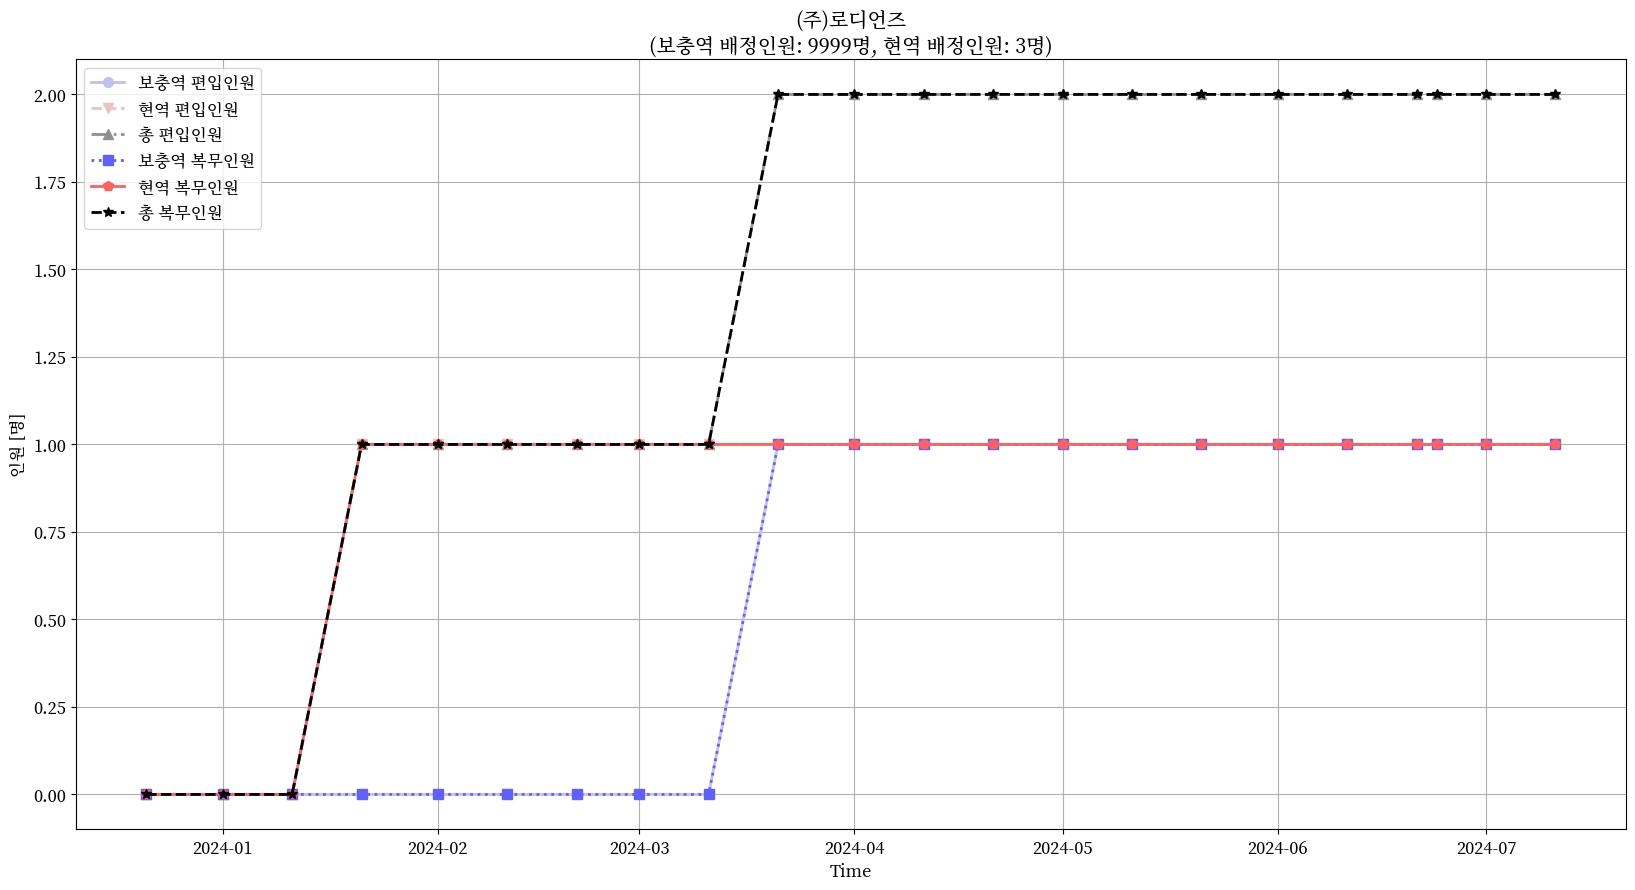 (주)로디언즈
(보충역 배정인원: 9999명, 현역 배정인원: 3명)
보충역 편입인원
현역 편입인원
총 편입인원
보충역 복무인원
현역 복무인원
총 복무인원
2.00
1.75
1.50
1.25
1.00
0.75
0.50
0.25
0.00
인원 [명]
2024-01 2024-02 2024-03 2024-04 2024-05 2024-06 2024-07
Time